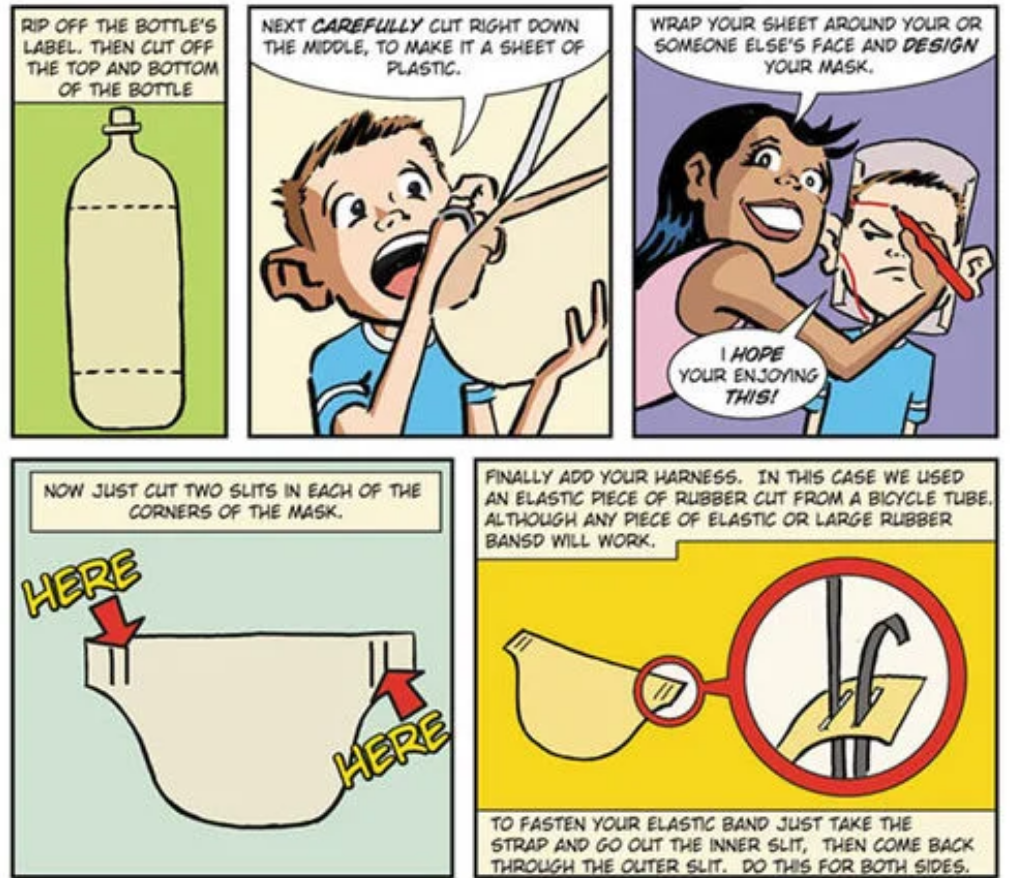 RIP OFF THE BOTTLE'S
LABEL. THEN CUT OFF
THE TOP AND BOTTOM
OF THE BOTTLE
NEXT CAREFULLY CUT RIGHT DOWN
THE MIDDLE, TO MAKE IT A SHEET OF
PLASTIC.
WRAP YOUR SHEET AROUND YOUR OR
SOMEONE ELSE'S FACE AND DESIGN
YOUR MASK.
I HOPE
YOUR ENJOYING
THIS!
NOW JUST CUT TWO SLITS IN EACH OF THE
CORNERS OF THE MASK.
HERE
HERE
FINALLY ADD YOUR HARNESS. IN THIS CASE WE USED
AN ELASTIC PIECE OF RUBBER CUT FROM A BICYCLE TUBE.
ALTHOUGH ANY PIECE OF ELASTIC OR LARGE RUBBER
BANSD WILL WORK.
TO FASTEN YOUR ELASTIC BAND JUST TAKE THE
STRAP AND GO OUT THE INNER SLIT, THEN COME BACK
THROUGH THE OUTER SLIT. DO THIS FOR BOTH SIDES.